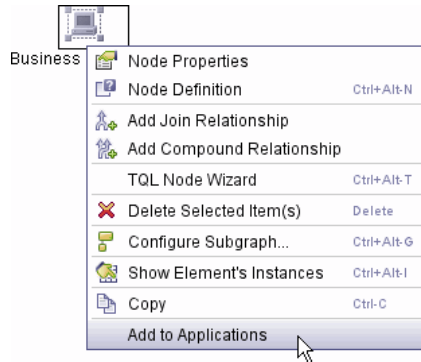 Business
Node Properties
Node Definition Ctrl+Alt-N
Add Join Relationship
Add Compound Relationship
TQL Node Wizard Ctrl+Alt-T
Delete Selected Item(s) Delete
Configure Subgraph... Ctrl+Alt-G
Show Element's Instances Ctrl+Alt-I
Copy Ctrl-C
Add to Applications